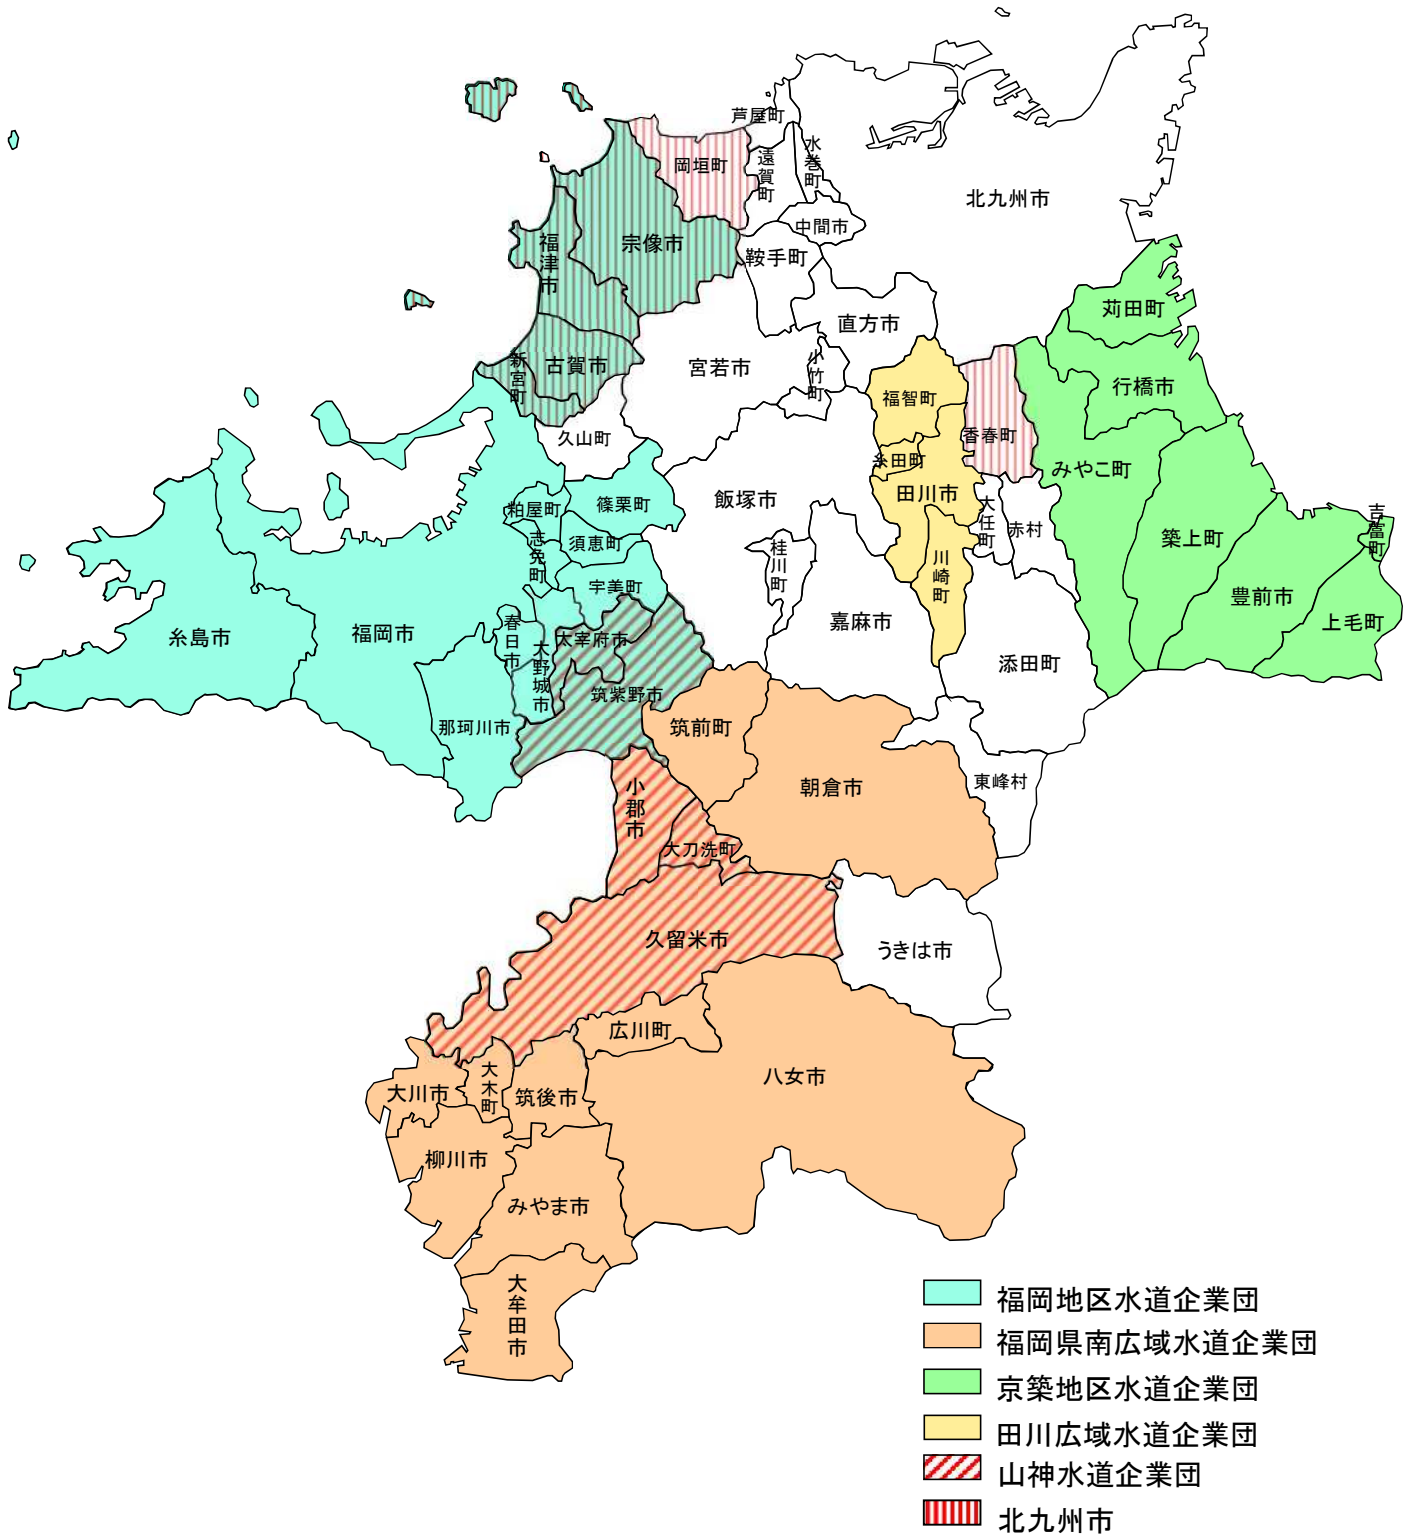 芦屋町
水巻町
岡垣町
遠賀町
北九州市
中間市
宗像市
福津市
鞍手町
苅田町
直方市
新宮町
古賀市
宮若市
小竹町
行橋市
福智町
久山町
香春町
糸田町
みやこ町
粕屋町
篠栗町
飯塚市
田川市
大任町
赤村
吉富町
志免町
須恵町
桂川町
川崎町
築上町
宇美町
豊前市
糸島市
福岡市
春日市
大野城市
太宰府市
嘉麻市
上毛町
添田町
筑紫野市
那珂川市
筑前町
小郡市
朝倉市
東峰村
大刀洗町
久留米市
うきは市
広川町
八女市
大川市
大木町
筑後市
柳川市
みやま市
大牟田市
福岡地区水道企業団
福岡県南広域水道企業団
京築地区水道企業団
田川広域水道企業団
山神水道企業団
北九州市